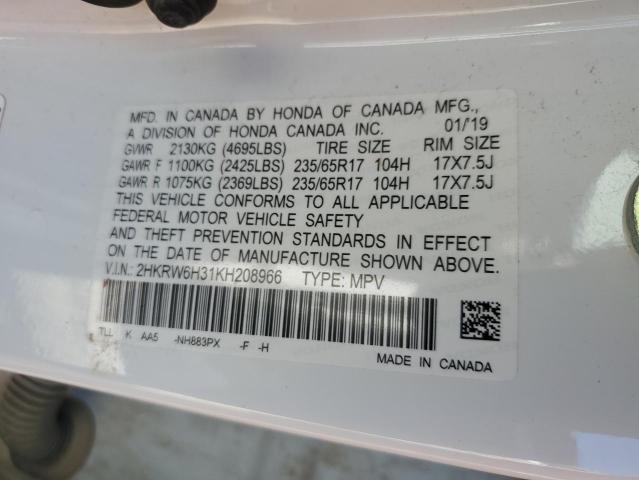 MFD. IN CANADA BY HONDA OF CANADA MFG.,
A DIVISION OF HONDA CANADA INC. 01/'19
GVWR 2130KG (4695LBS) TIRE SIZE RIM SIZE
GAWR F 1100KG (2425LBS) 235/65R17 104H 17X7.5J
GAWR R 1075KG (2369LBS) 235/65R17 104H 17X7.5J
THIS VEHICLE CONFORMS TO ALL APPLICABLE
FEDERAL MOTOR VEHICLE SAFETY
AND THEFT PREVENTION STANDARDS IN EFFECT
ON THE DATE OF MANUFACTURE SHOWN ABOVE.
V.I.N.: 2HKRW6H31KH208966 TYPE: MPV
TLL K AA5 -NH883PX -F -H
MADE IN CANADA